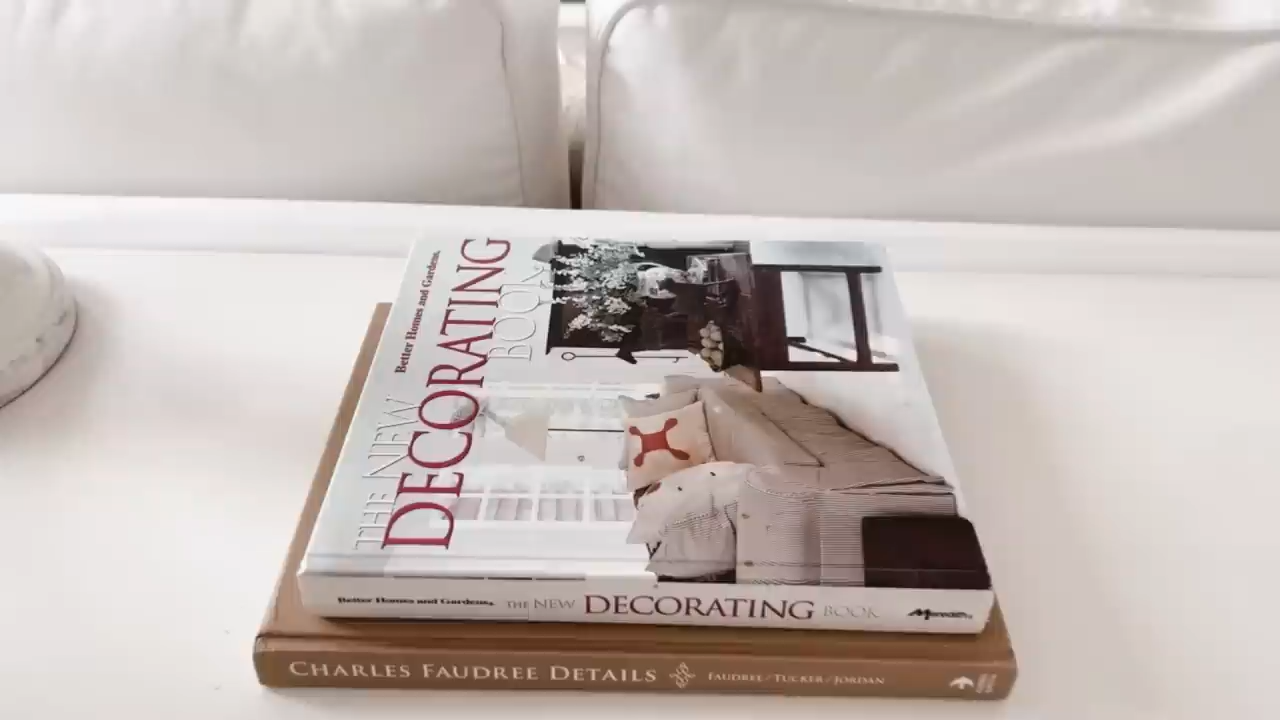 Better Homes and Gardens.
THE NEW
DECORATING
BOOK
Better Homes and Gardens. THE NEW DECORATING BOOK Meredith
CHARLES FAUDREE DETAILS FAUDREE/TUCKER/JORDAN